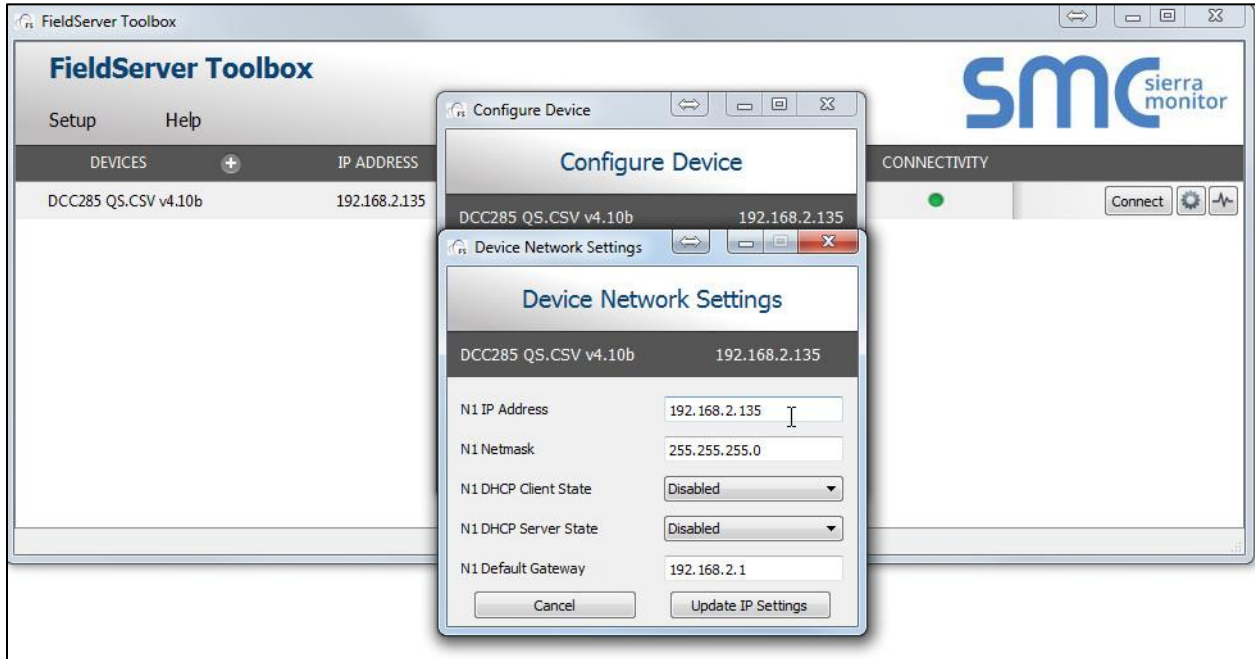 FieldServer Toolbox
FieldServer Toolbox
SMC sierra monitor
Setup Help
DEVICES IP ADDRESS CONNECTIVITY
DCC285 QS.CSV v4.10b 192.168.2.135 Connect
Configure Device
Configure Device
DCC285 QS.CSV v4.10b 192.168.2.135
Device Network Settings
Device Network Settings
DCC285 QS.CSV v4.10b 192.168.2.135
N1 IP Address 192.168.2.135
N1 Netmask 255.255.255.0
N1 DHCP Client State Disabled
N1 DHCP Server State Disabled
N1 Default Gateway 192.168.2.1
Cancel Update IP Settings